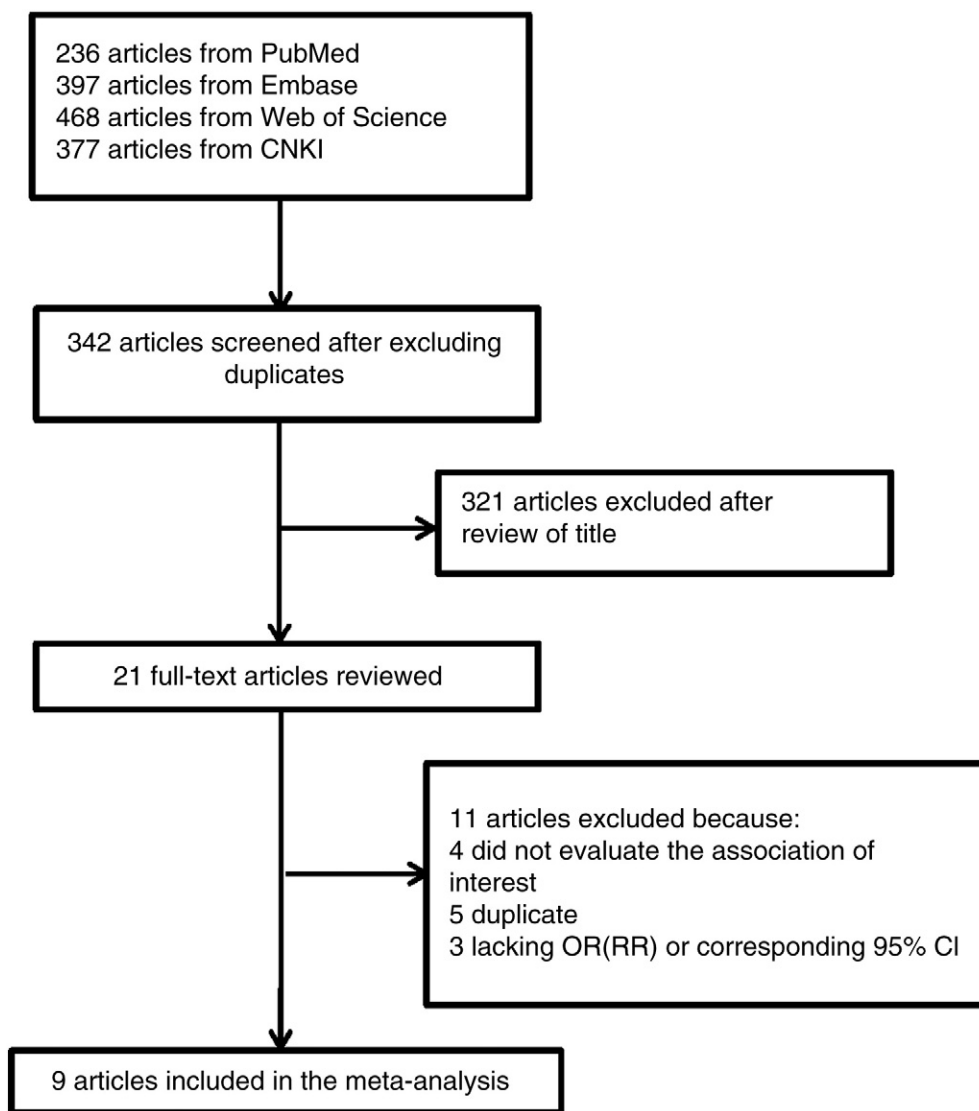 236 articles from PubMed
397 articles from Embase
468 articles from Web of Science
377 articles from CNKI
342 articles screened after excluding
duplicates
321 articles excluded after
review of title
21 full-text articles reviewed
11 articles excluded because:
4 did not evaluate the association of
interest
5 duplicate
3 lacking OR(RR) or corresponding 95% CI
9 articles included in the meta-analysis